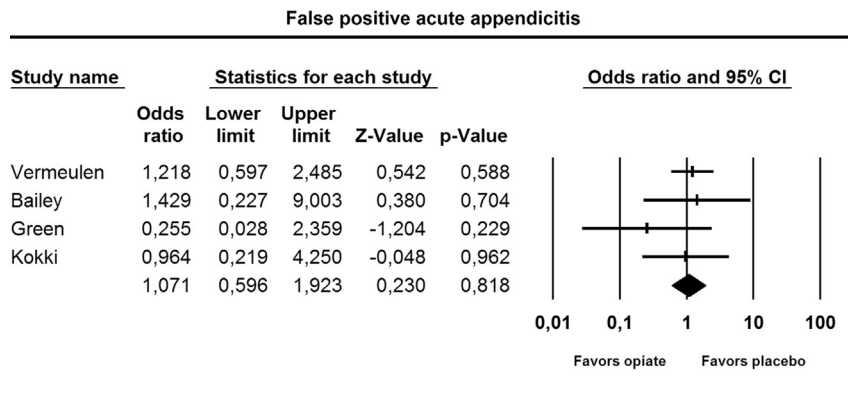 False positive acute appendicitis
Study name Statistics for each study Odds ratio and 95% CI
Odds Lower Upper
ratio limit limit Z-Value p-Value
Vermeulen 1,218 0,597 2,485 0,542 0,588
Bailey 1,429 0,227 9,003 0,380 0,704
Green 0,255 0,028 2,359 -1,204 0,229
Kokki 0,964 0,219 4,250 -0,048 0,962
1,071 0,596 1,923 0,230 0,818
0,01 0,1 1 10 100
Favors opiate Favors placebo